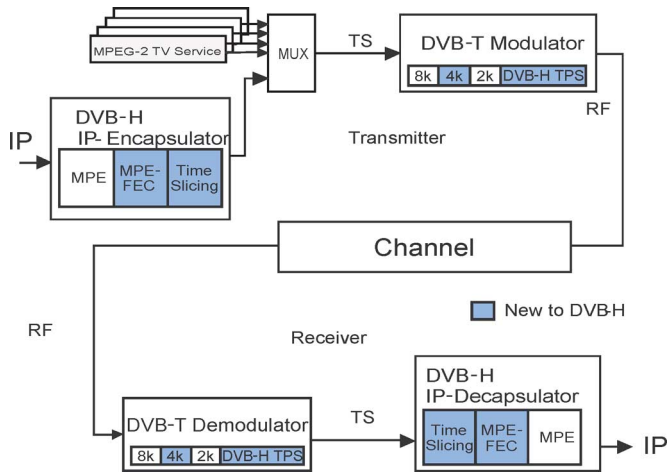 MPEG-2 TV Service
MUX
TS
DVB-T Modulator
8k 4k 2k DVB-H TPS
RF
DVB-H
IP- Encapsulator
IP
MPE
MPE-
FEC
Time
Slicing
Transmitter
Channel
New to DVB-H
RF
Receiver
DVB-H
IP-Decapsulator
DVB-T Demodulator
8k 4k 2k DVB-H TPS
TS
Time
Slicing
MPE-
FEC
MPE
IP